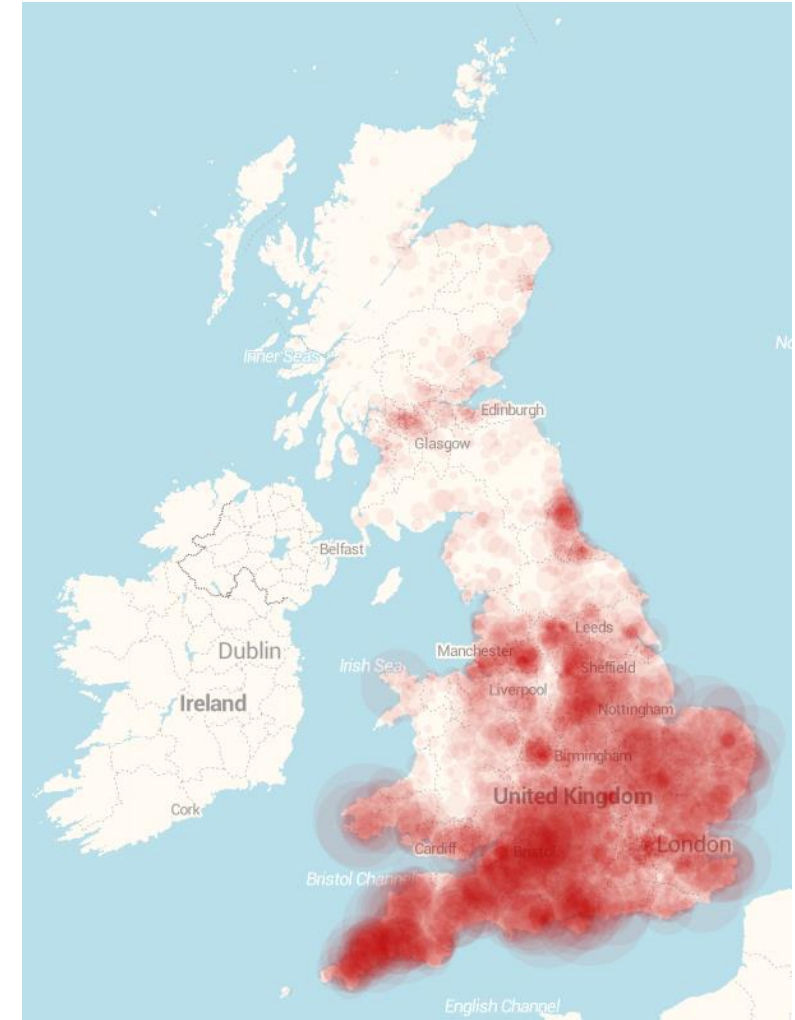 No
Inner Seas
Edinburgh
Glasgow
Belfast
Dublin
Leeds
Manchester
Irish Sea
Sheffield
Liverpool
Ireland
Nottingham
Birmingham
United Kingdom
Cork
London
Cardiff
Bristol
Bristol Channel
English Channel